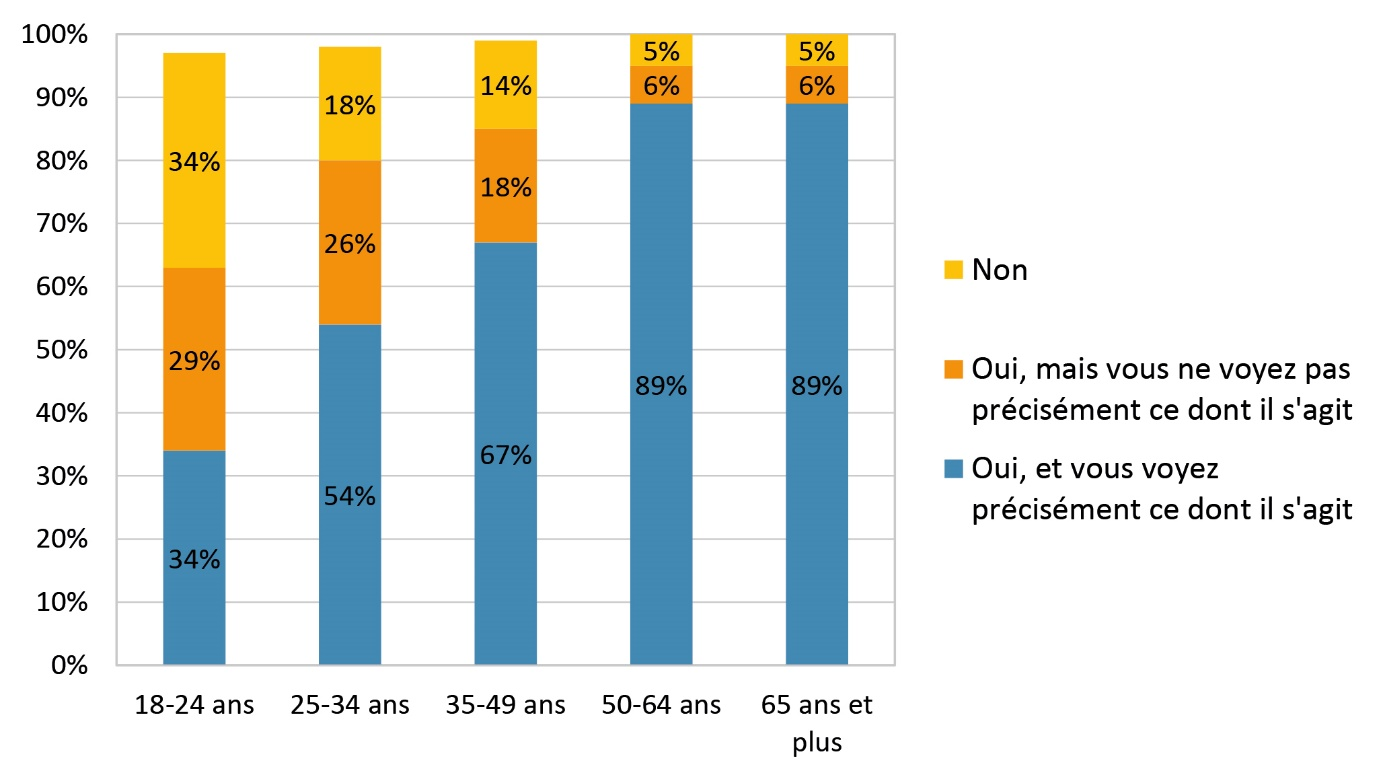 100%
90%
80%
70%
60%
50%
40%
30%
20%
10%
0%
34%
29%
34%
18%
26%
54%
14%
18%
67%
5%
6%
89%
5%
6%
89%
18-24 ans
25-34 ans
35-49 ans
50-64 ans
65 ans et
plus
Non
Oui, mais vous ne voyez pas
précisément ce dont il s'agit
Oui, et vous voyez
précisément ce dont il s'agit